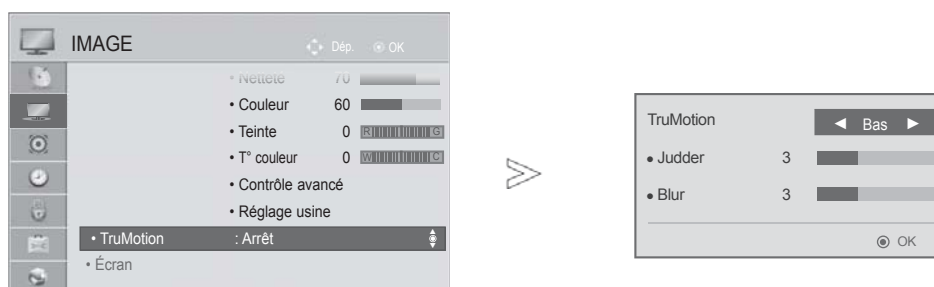 IMAGE
Dép. OK
• Netteté 70
• Couleur 60
• Teinte 0 R G
• T° couleur 0 W C
• Contrôle avancé
• Réglage usine
• TruMotion : Arrêt
• Écran
TruMotion ◄ Bas ►
• Judder 3
• Blur 3
OK